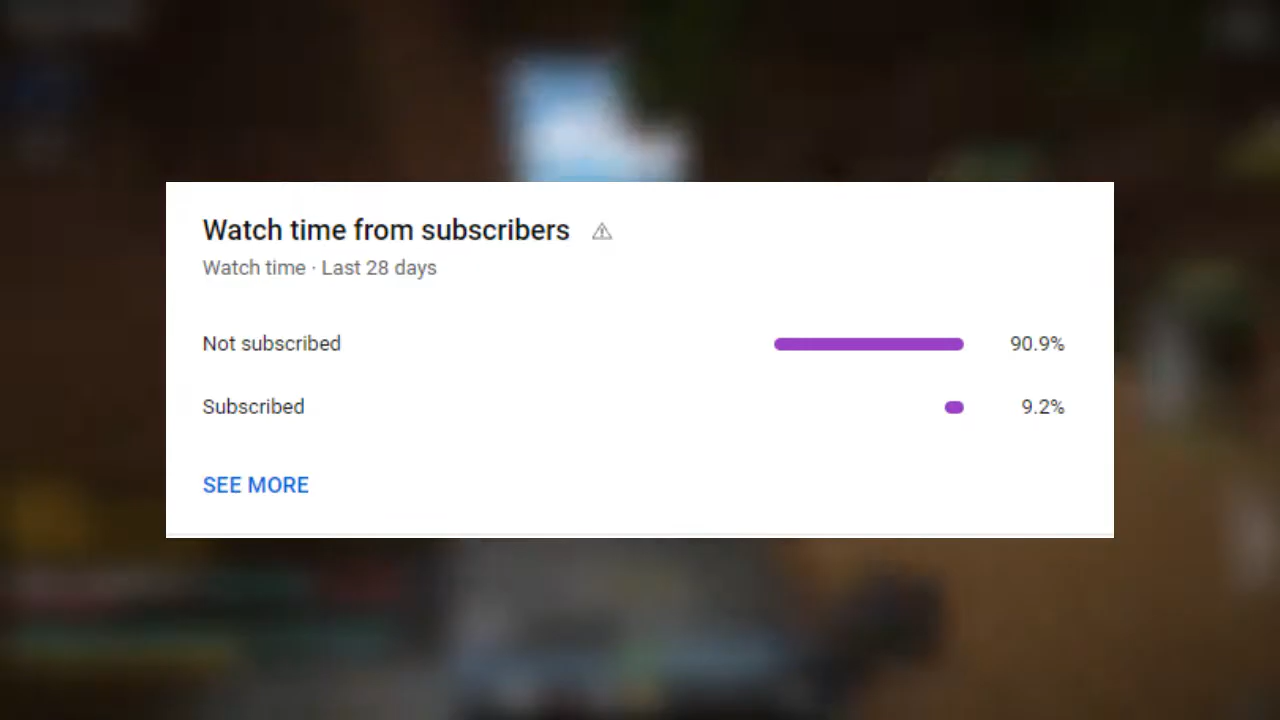 Watch time from subscribers
Watch time · Last 28 days
Not subscribed 90.9%
Subscribed 9.2%
SEE MORE